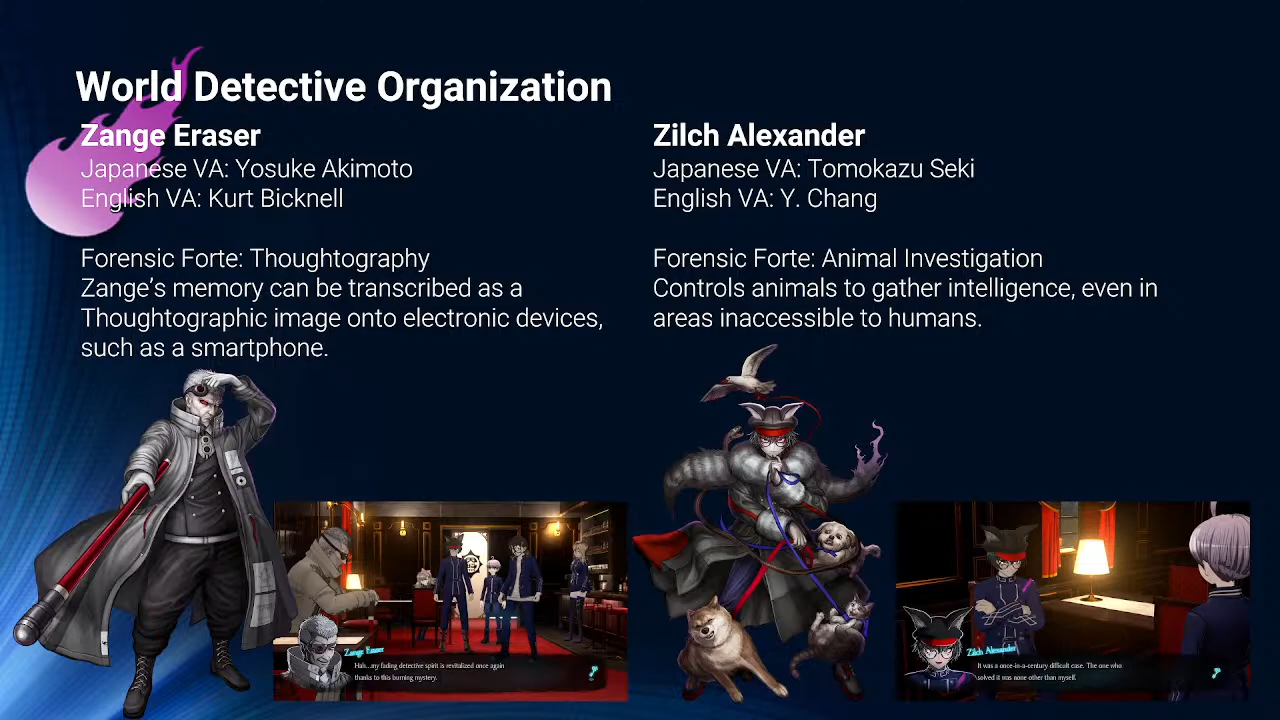 World Detective Organization
Zange Eraser
Japanese VA: Yosuke Akimoto
English VA: Kurt Bicknell
Forensic Forte: Thoughtography
Zange’s memory can be transcribed as a
Thoughtographic image onto electronic devices,
such as a smartphone.
Zilch Alexander
Japanese VA: Tomokazu Seki
English VA: Y. Chang
Forensic Forte: Animal Investigation
Controls animals to gather intelligence, even in
areas inaccessible to humans.
Zange Eraser
Hah...my fading detective spirit is revitalized once again
thanks to this burning mystery.
Zilch Alexander
It was a once-in-a-century difficult case. The one who
solved it was none other than myself.